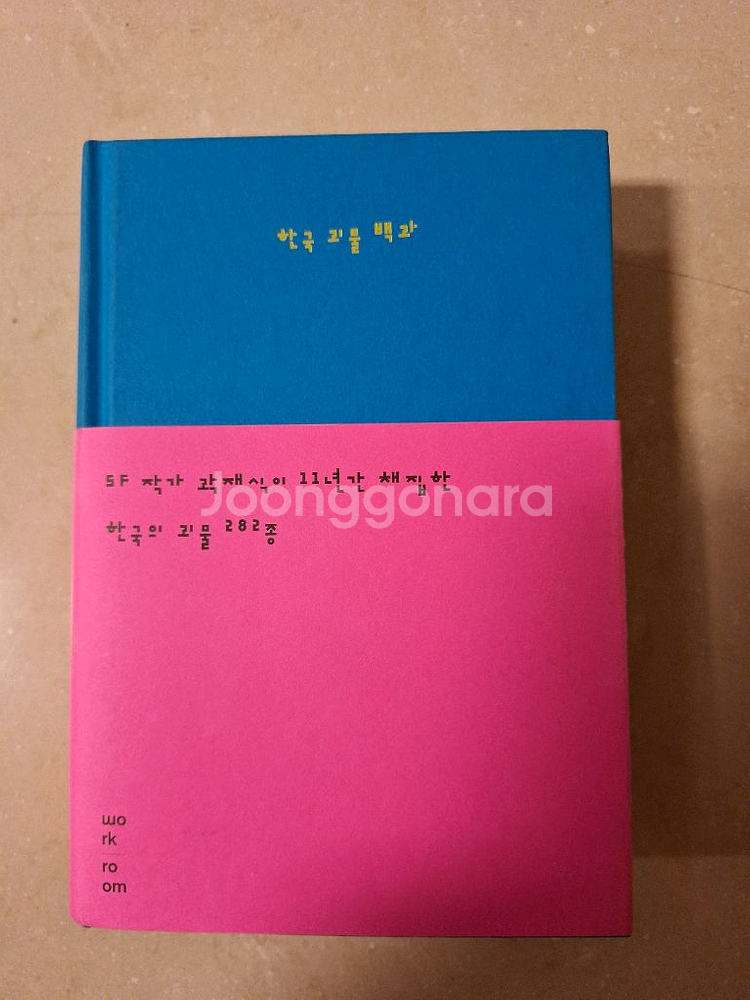 한국 괴물 백과
SF 작가 곽재식이 11년간 채집한
Joonggonara
한국의 괴물 282종
wo
rk
ro
om